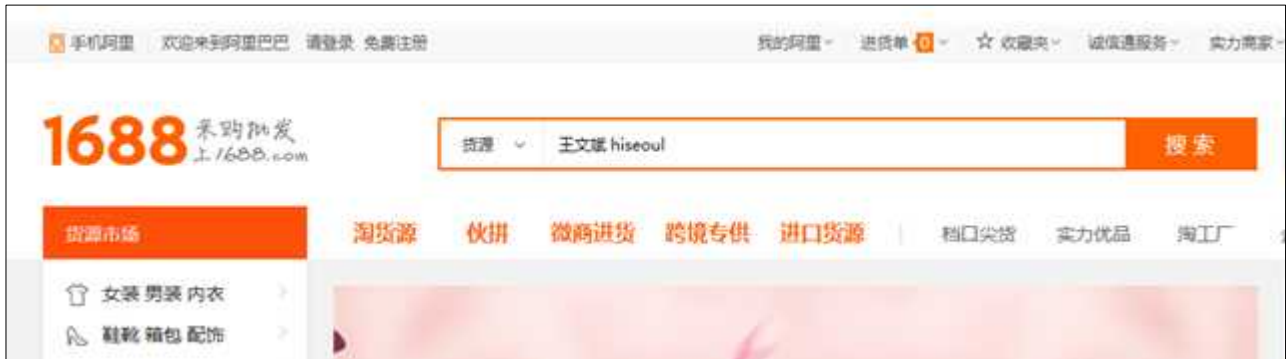 手机阿里 欢迎来到阿里巴巴 请登录 免费注册 我的阿里 进货单 0 收藏夹 诚信通服务 实力商家
1688 采购批发
上1688.com
货源 王文斌 hiseoul 搜索
货源市场 淘货源 伙拼 微商进货 跨境专供 进口货源 档口尖货 实力优品 淘工厂
女装 男装 内衣
鞋靴 箱包 配饰